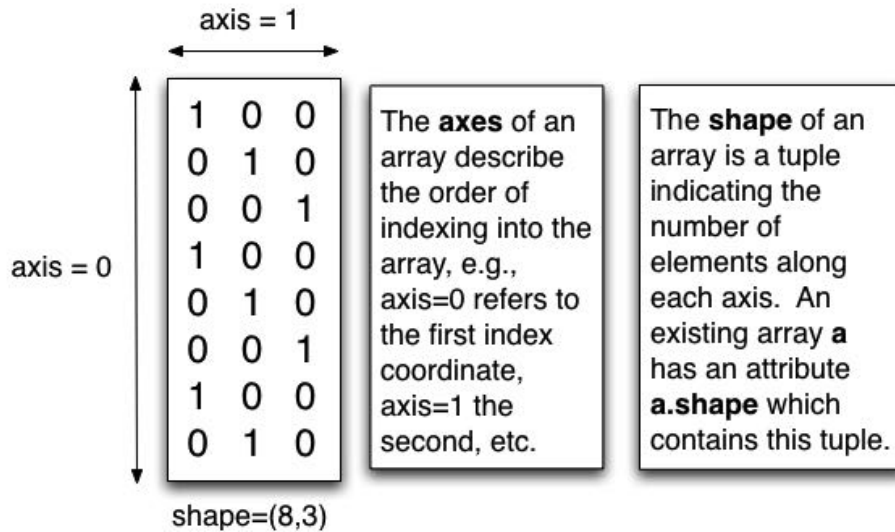 axis = 1
axis = 0
1 0 0
0 1 0
0 0 1
1 0 0
0 1 0
0 0 1
1 0 0
0 1 0
shape=(8,3)
The axes of an
array describe
the order of
indexing into the
array, e.g.,
axis=0 refers to
the first index
coordinate,
axis=1 the
second, etc.
The shape of an
array is a tuple
indicating the
number of
elements along
each axis. An
existing array a
has an attribute
a.shape which
contains this tuple.